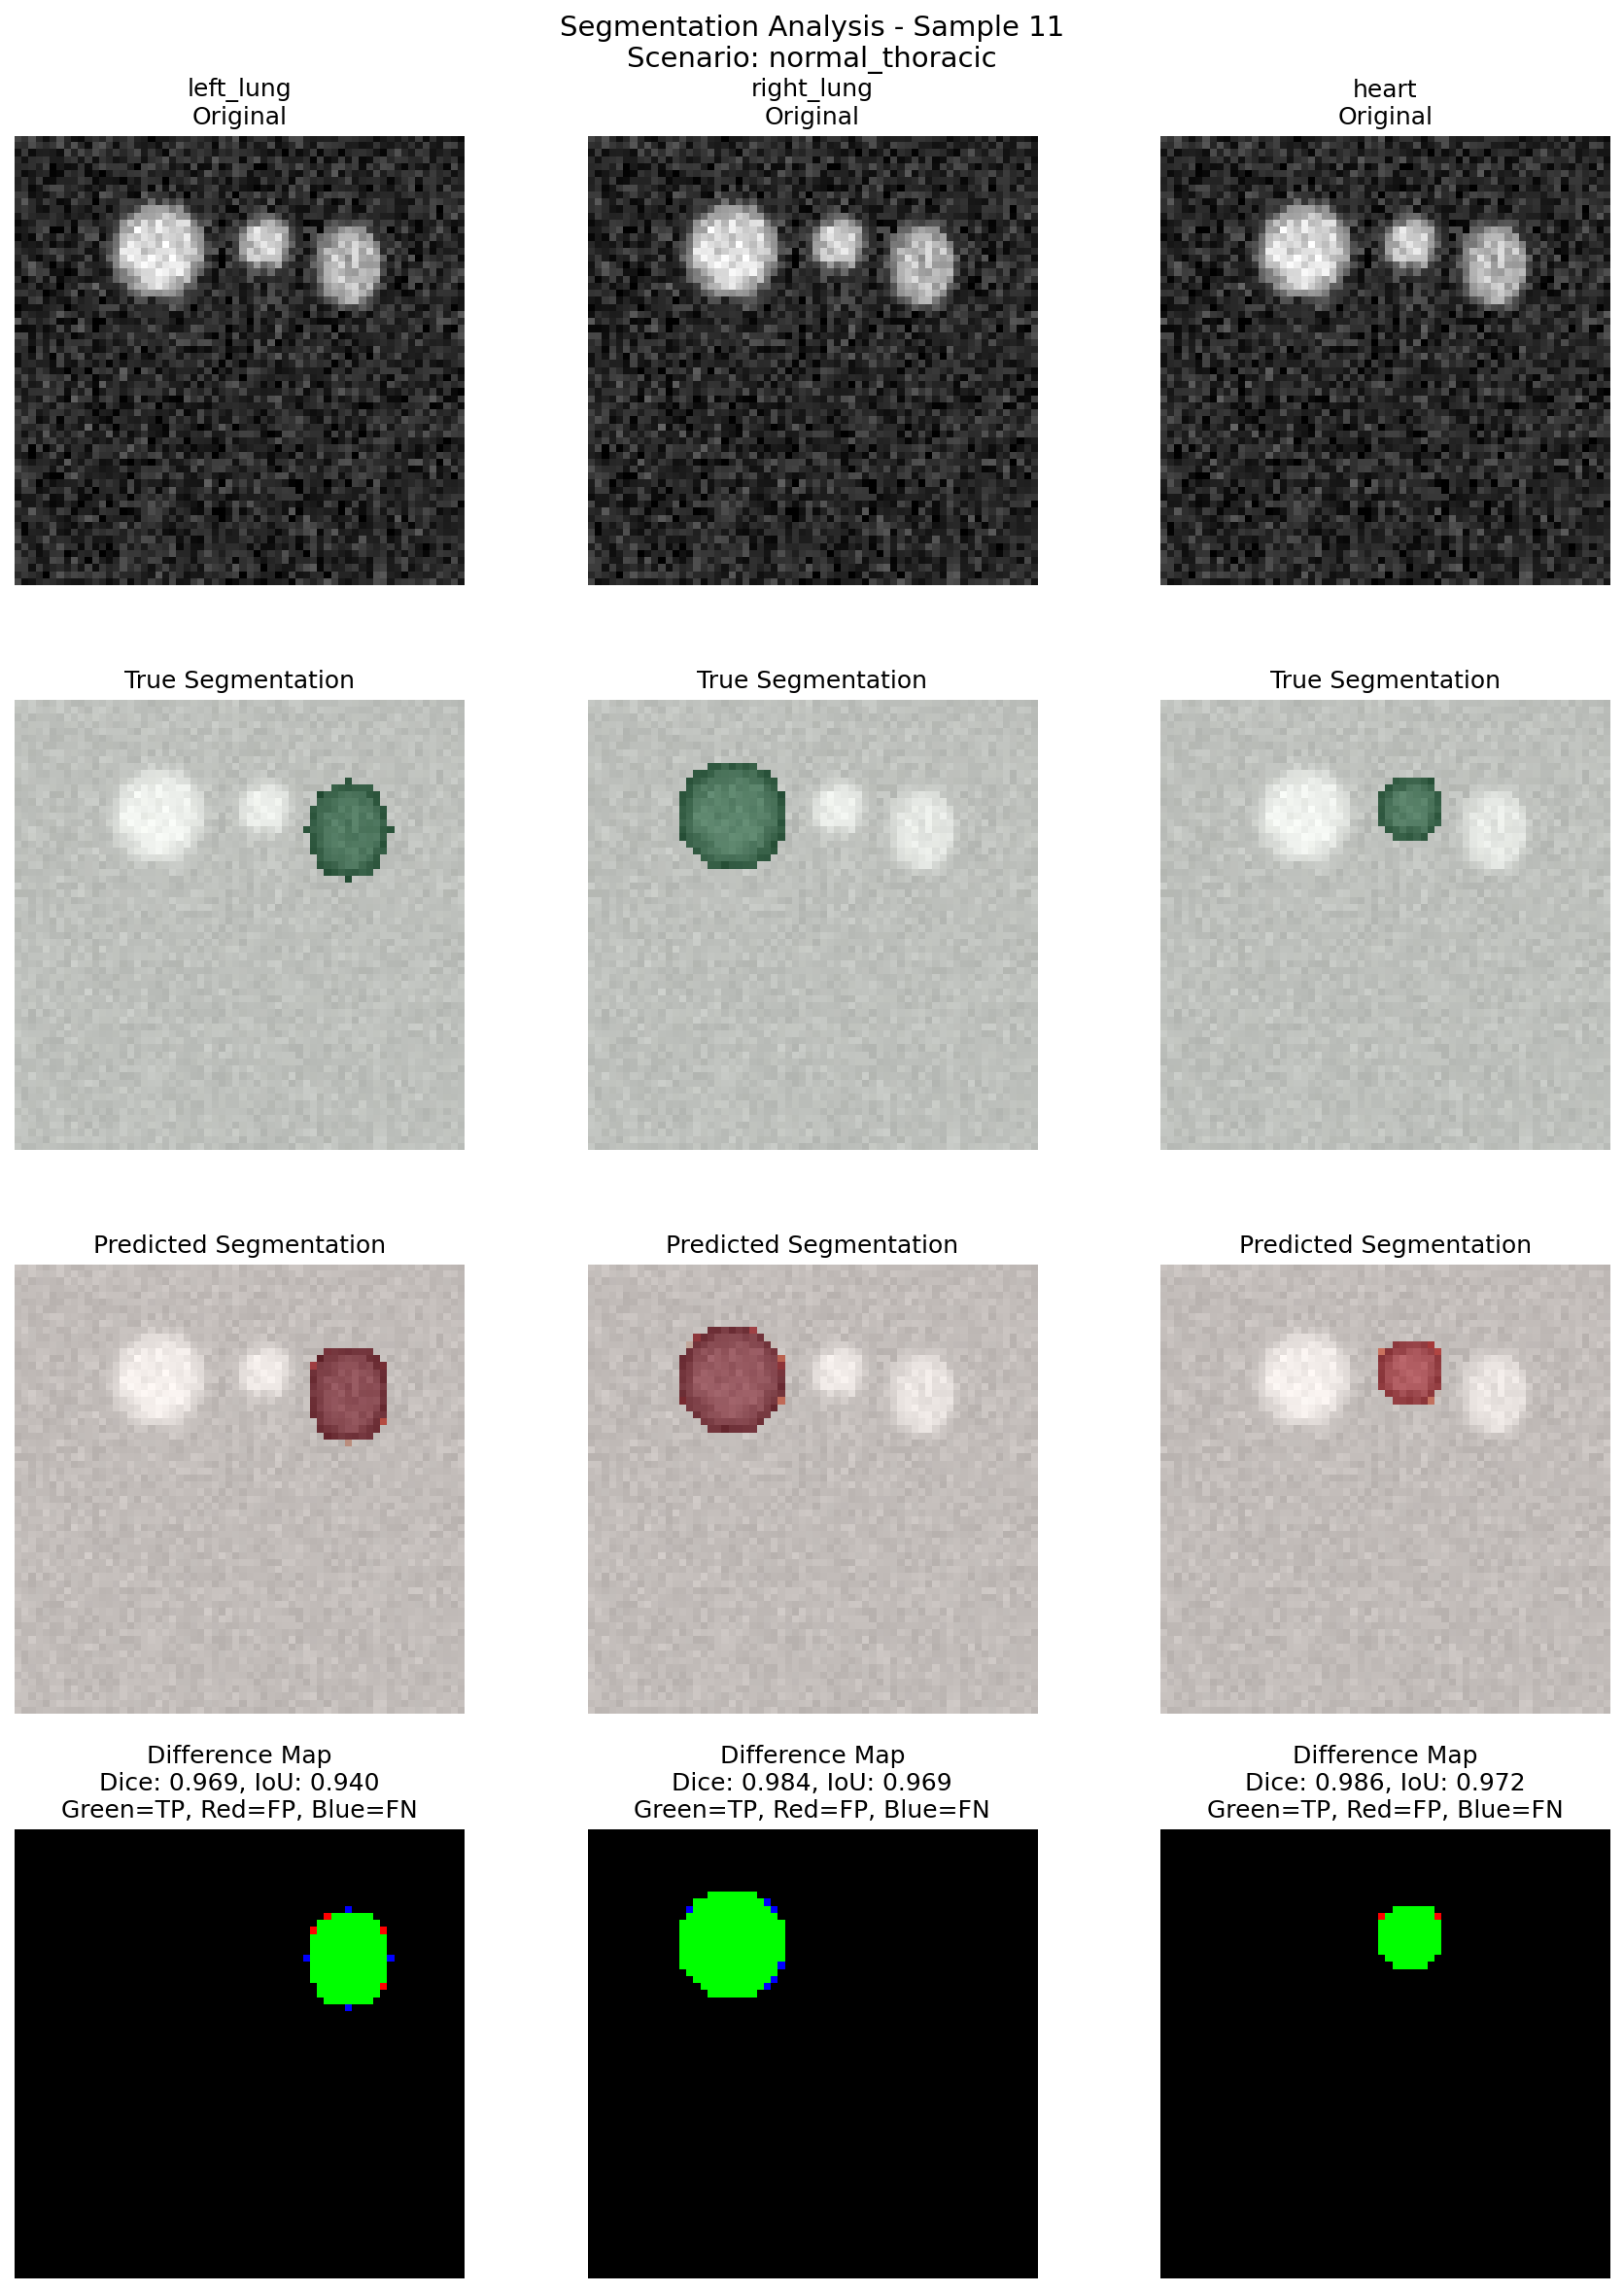 Segmentation Analysis - Sample 11
Scenario: normal_thoracic
left_lung
Original
right_lung
Original
heart
Original
True Segmentation
True Segmentation
True Segmentation
Predicted Segmentation
Predicted Segmentation
Predicted Segmentation
Difference Map
Dice: 0.969, IoU: 0.940
Green=TP, Red=FP, Blue=FN
Difference Map
Dice: 0.984, IoU: 0.969
Green=TP, Red=FP, Blue=FN
Difference Map
Dice: 0.986, IoU: 0.972
Green=TP, Red=FP, Blue=FN